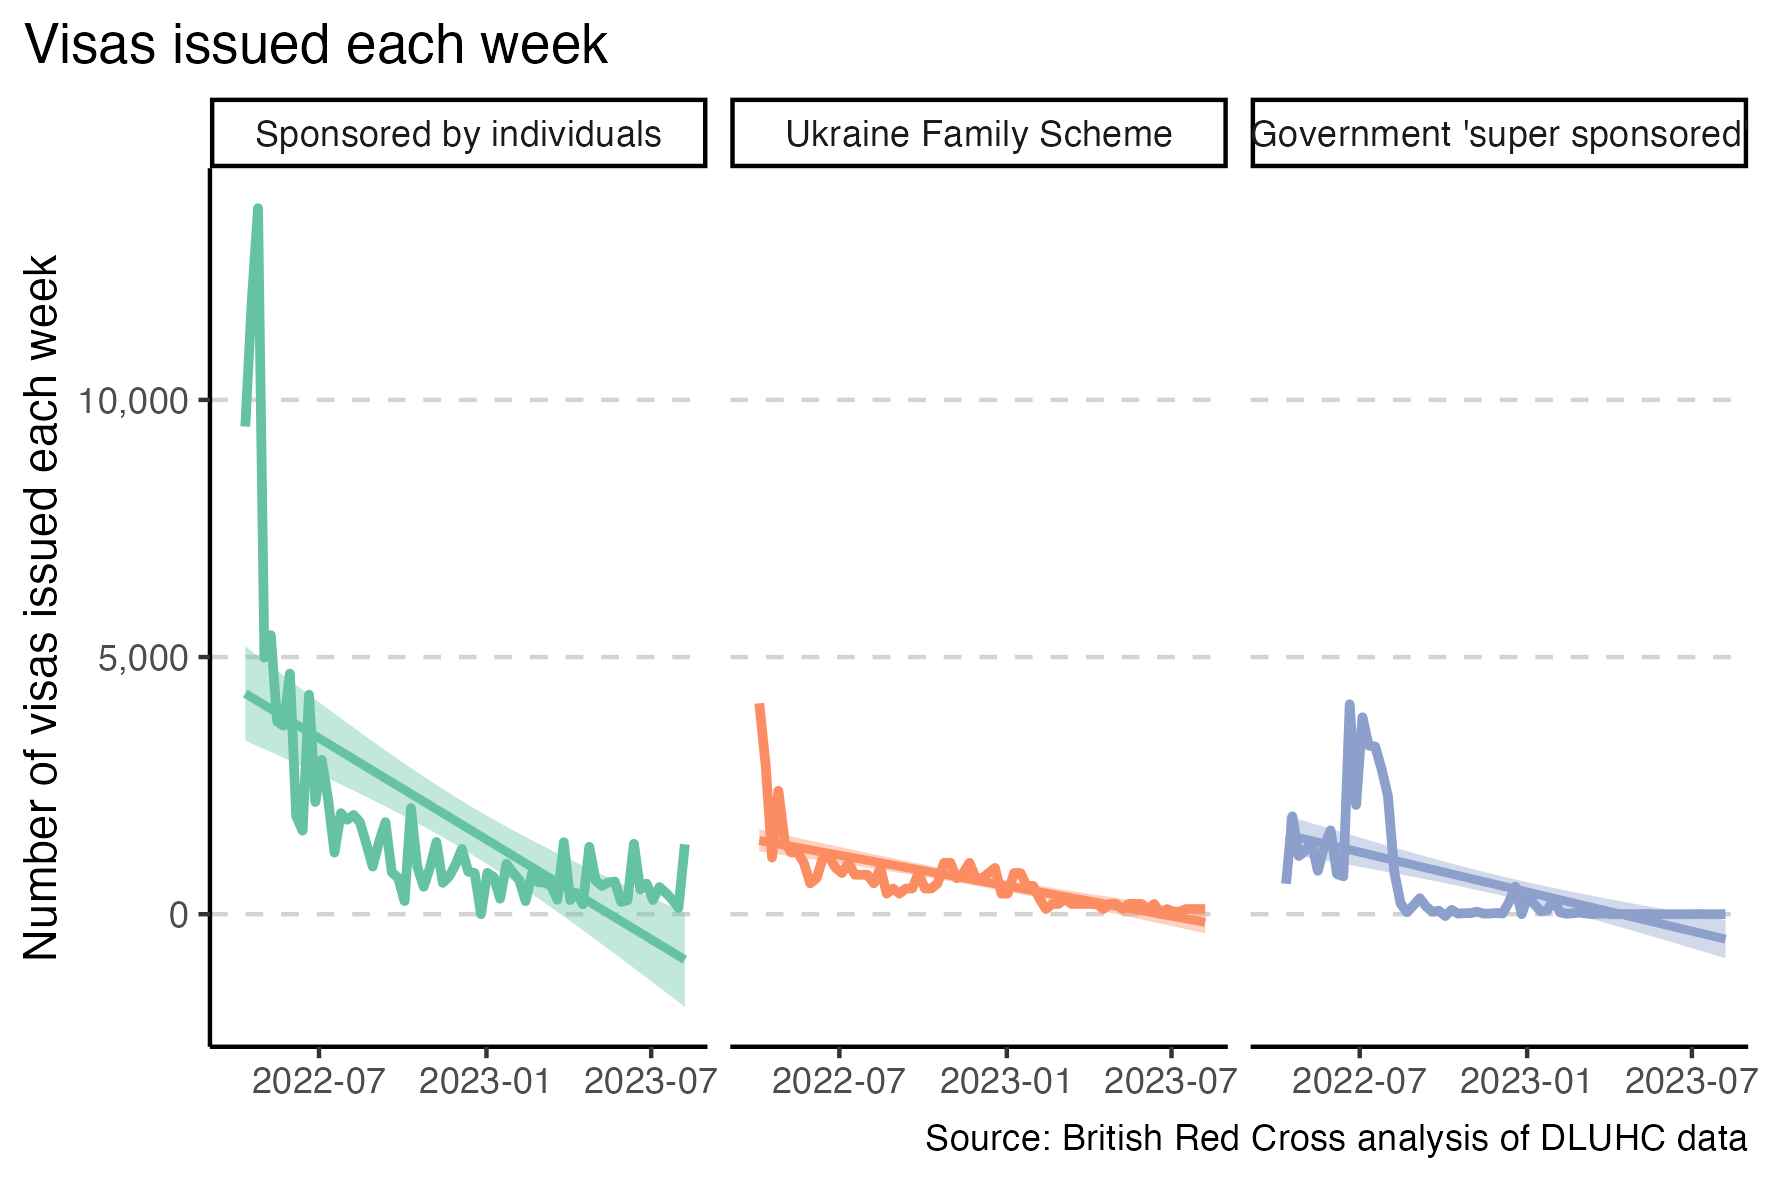 Visas issued each week
Sponsored by individuals
Ukraine Family Scheme
Government 'super sponsored
Number of visas issued each week
10,000
5,000
0
2022-07
2023-01
2023-07
2022-07
2023-01
2023-07
2022-07
2023-01
2023-07
Source: British Red Cross analysis of DLUHC data